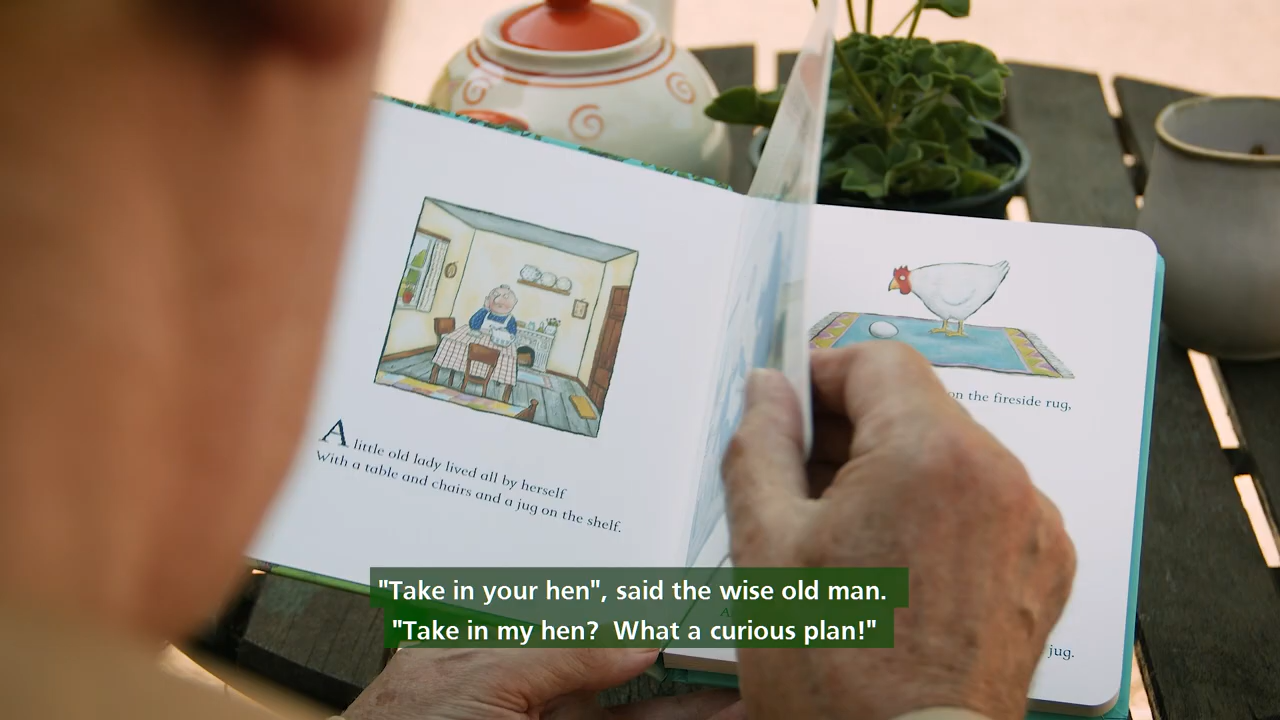 A little old lady lived all by herself
With a table and chairs and a jug on the shelf.
on the fireside rug,
jug.
"Take in your hen", said the wise old man.
"Take in my hen?  What a curious plan!"